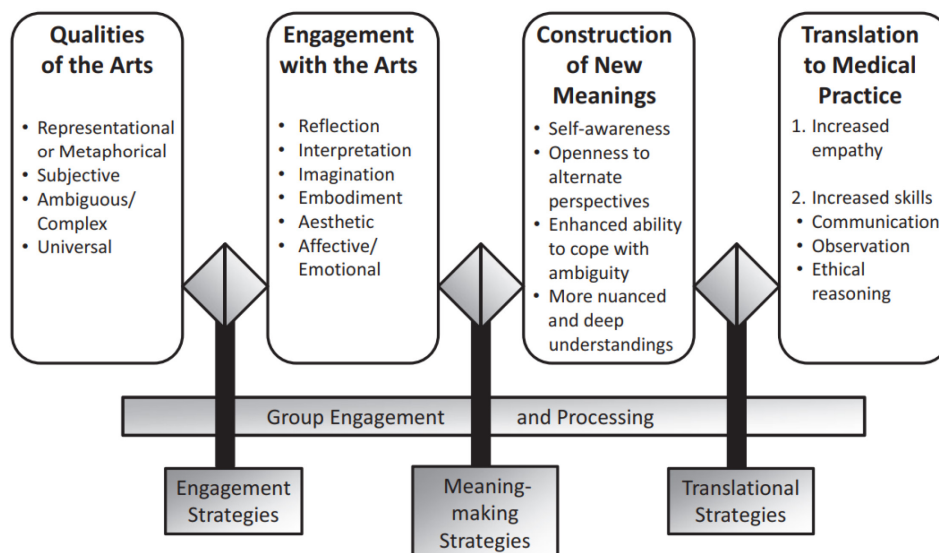 Qualities
of the Arts
• Representational
or Metaphorical
• Subjective
• Ambiguous/
Complex
• Universal
Engagement
with the Arts
• Reflection
• Interpretation
• Imagination
• Embodiment
• Aesthetic
• Affective/
Emotional
Construction
of New
Meanings
• Self-awareness
• Openness to
alternate
perspectives
• Enhanced ability
to cope with
ambiguity
• More nuanced
and deep
understandings
Translation
to Medical
Practice
1. Increased
empathy
2. Increased skills
• Communication
• Observation
• Ethical
reasoning
Group Engagement and Processing
Engagement
Strategies
Meaning-
making
Strategies
Translational
Strategies